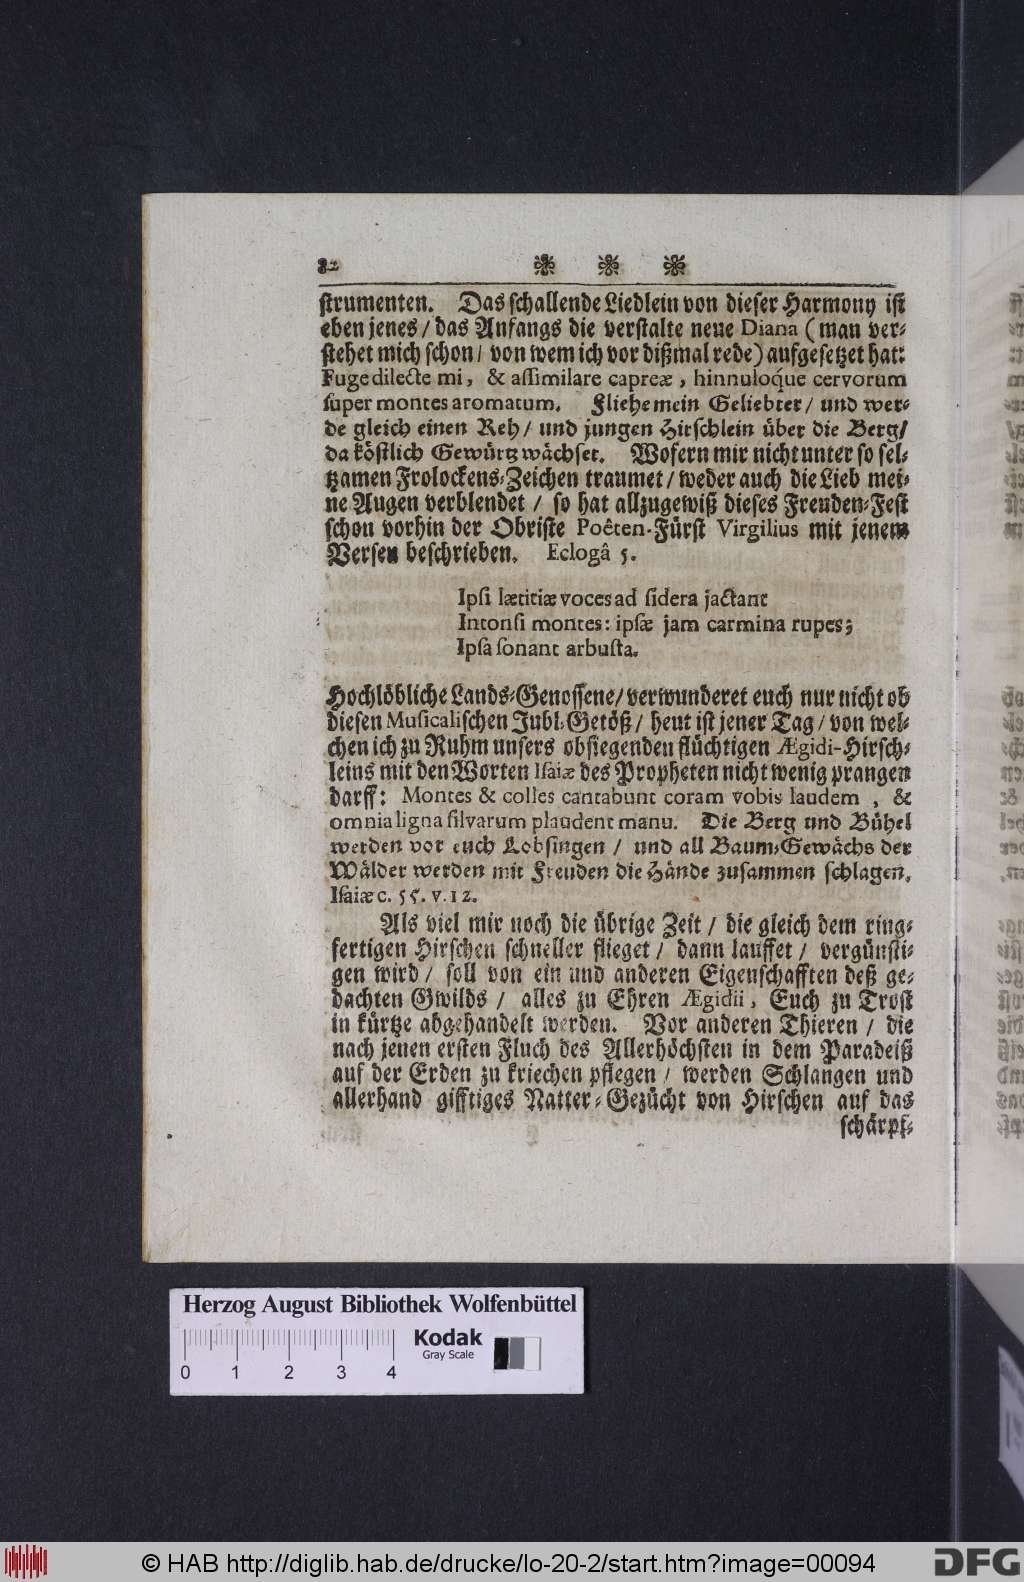 82
strumenten. Das schallende Liedlein von dieser Harmony ist
eben jenes / das Anfangs die verstalte neue Diana (man ver-
stehet mich schon / von wem ich vor dißmal rede) aufgesetzet hat:
Fuge dilecte mi, & assimilare capreæ, hinnuloque cervorum
super montes aromatum. Fliehe mein Geliebter / und wer-
de gleich einen Reh / und jungen Hirschlein über die Berg/
da köstlich Gewürtz wächset. Wofern mir nicht unter so sel-
tzamen Frolockens-Zeichen traumet / weder auch die Lieb mei-
ne Augen verblendet / so hat allzugewiß dieses Freuden-Fest
schon vorhin der Obriste Poêten-Fürst Virgilius mit jenem
Versen beschrieben. Eclogâ 5.
Ipsi lætitiæ voces ad sidera jactant
Intonsi montes: ipsæ jam carmina rupes;
Ipsa sonant arbusta.
Hochlöbliche Lands-Genossene/ verwunderet euch nur nicht ob
diesen Musicalischen Jubl-Getöß / heut ist jener Tag / von wel-
chen ich zu Ruhm unsers obsiegenden flüchtigen Ægidi-Hirsch-
leins mit den Worten Isaiæ des Propheten nicht wenig prangen
darff: Montes & colles cantabunt coram vobis laudem, &
omnia ligna silvarum plaudent manu. Die Berg und Bühel
werden vor euch Lobsingen / und all Baum-Gewächs der
Wälder werden mit Freuden die Hände zusammen schlagen.
Isaiæ c. 55. v. 12.
Als viel mir noch die übrige Zeit / die gleich dem ring-
fertigen Hirschen schneller flieget / dann lauffet / vergünsti-
gen wird / soll von ein und anderen Eigenschafften deß ge-
dachten Gwilds / alles zu Ehren Ægidii, Euch zu Trost
in kürtze abgehandelt werden. Vor anderen Thieren / die
nach jenen ersten Fluch des Allerhöchsten in dem Paradeiß
auf der Erden zu kriechen pflegen / werden Schlangen und
allerhand gifftiges Natter-Gezücht von Hirschen auf das
schärpf-
Herzog August Bibliothek Wolfenbüttel
Kodak
Gray Scale
0 1 2 3 4
© HAB http://diglib.hab.de/drucke/lo-20-2/start.htm?image=00094
DFG